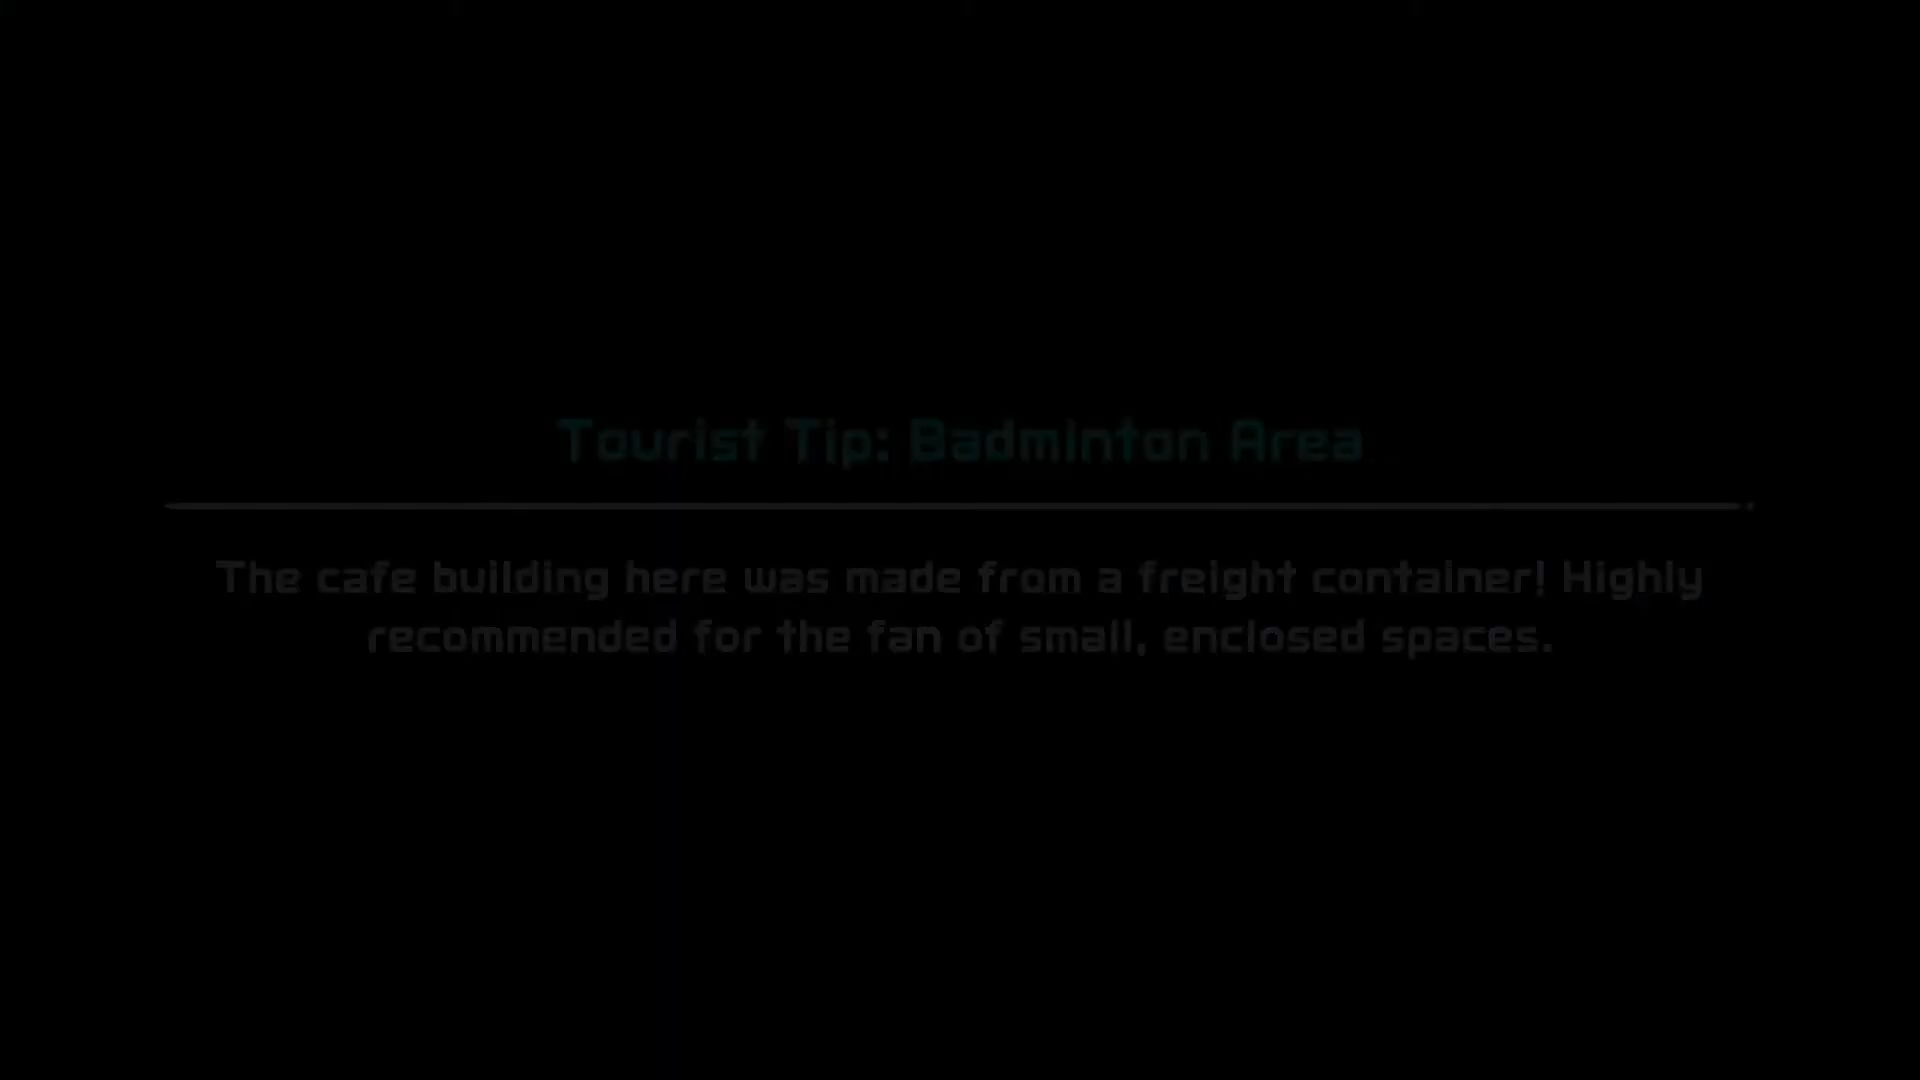 Tourist Tip: Badminton Area
The cafe building here was made from a freight container! Highly
recommended for the fan of small, enclosed spaces.